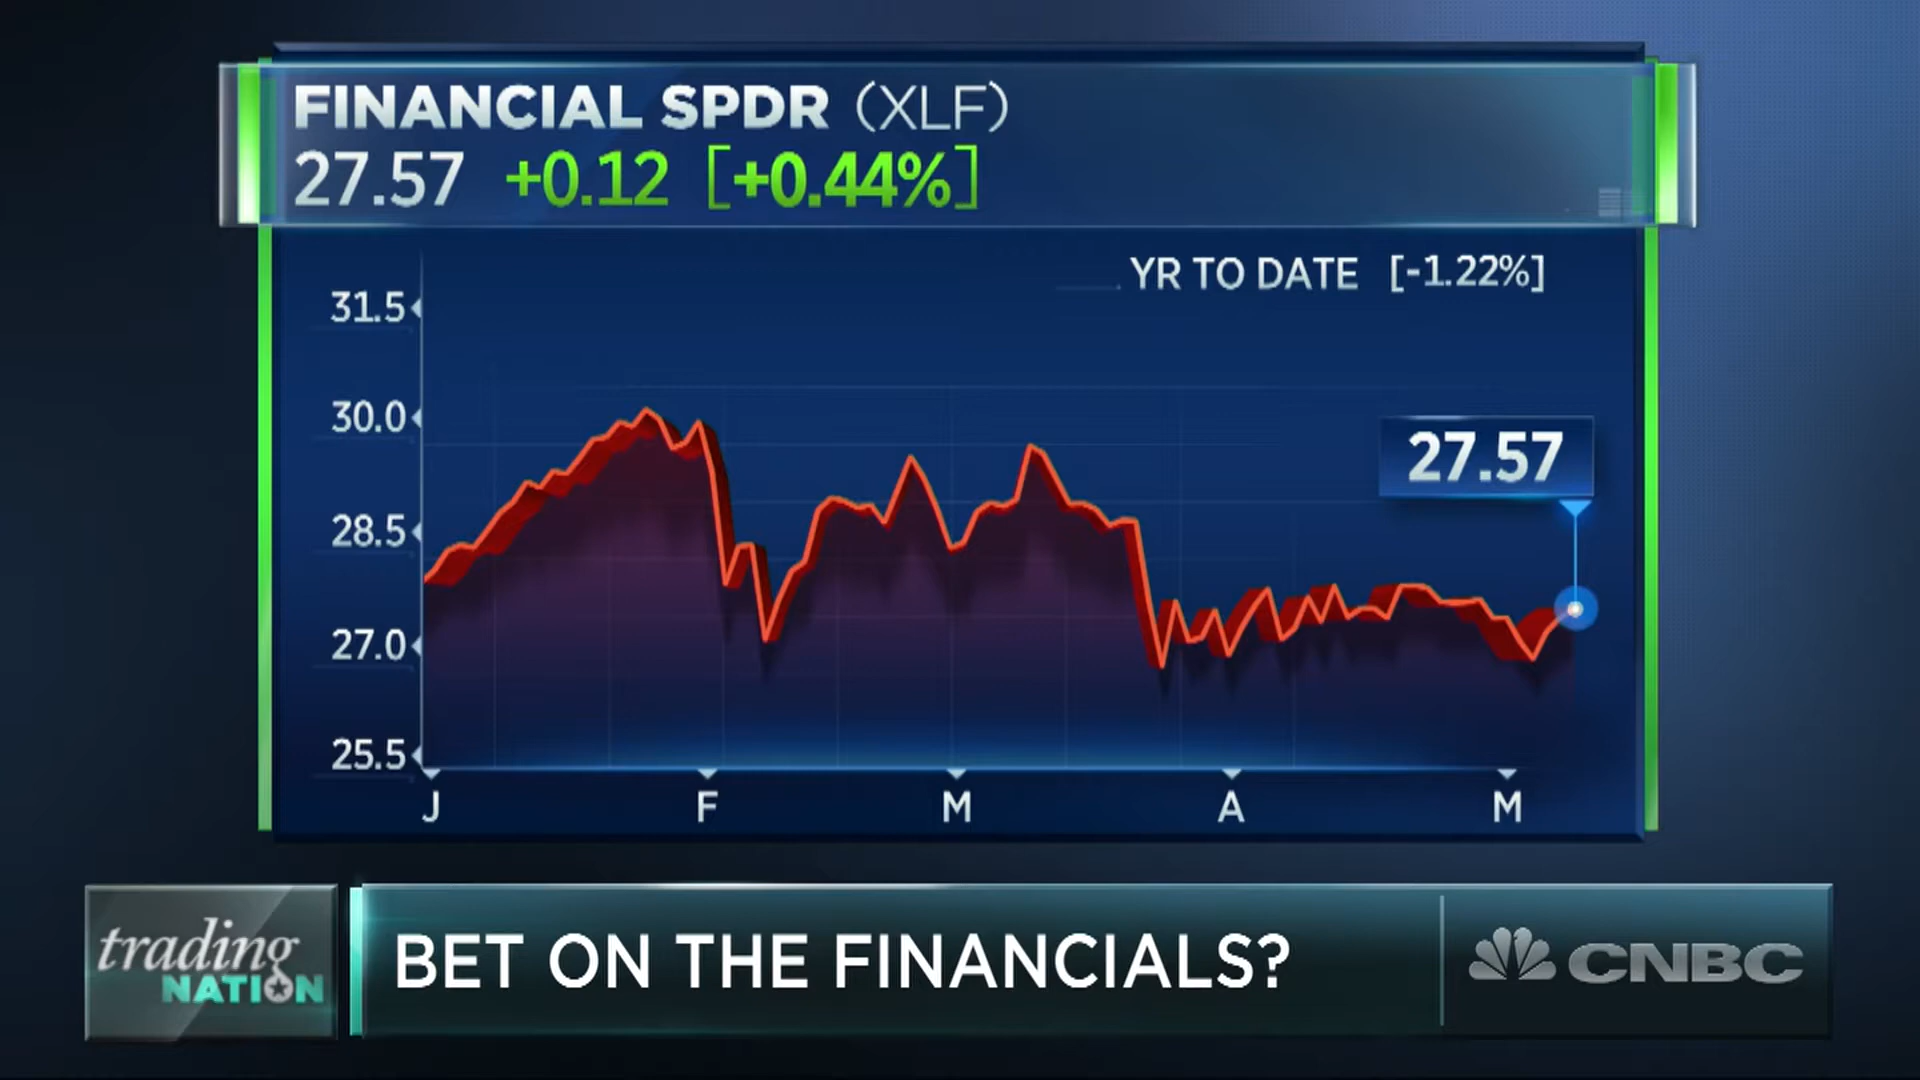 FINANCIAL SPDR (XLF)
27.57 +0.12 [+0.44%]
YR TO DATE [-1.22%]
31.5
30.0
28.5
27.0
25.5
27.57
J F M A M
trading
NATION
BET ON THE FINANCIALS?
CNBC